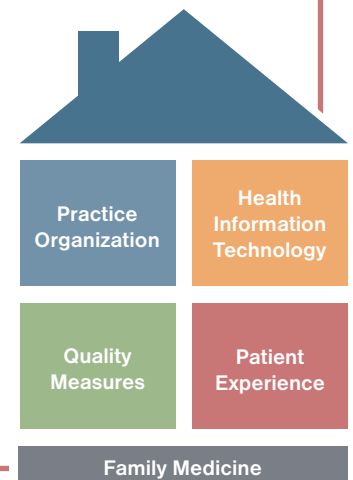 Practice
Organization
Health
Information
Technology
Quality
Measures
Patient
Experience
Family Medicine